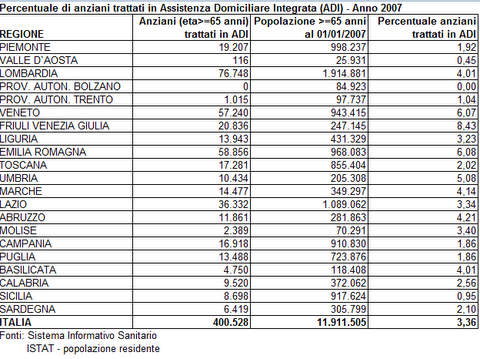 Percentuale di anziani trattati in Assistenza Domiciliare Integrata (ADI) - Anno 2007
REGIONE Anziani (eta>=65 anni) trattati in ADI Popolazione >=65 anni al 01/01/2007 Percentuale anziani trattati in ADI
PIEMONTE 19.207 998.237 1,92
VALLE D'AOSTA 116 25.931 0,45
LOMBARDIA 76.748 1.914.881 4,01
PROV. AUTON. BOLZANO 0 84.923 0,00
PROV. AUTON. TRENTO 1.015 97.737 1,04
VENETO 57.240 943.415 6,07
FRIULI VENEZIA GIULIA 20.836 247.145 8,43
LIGURIA 13.943 431.329 3,23
EMILIA ROMAGNA 58.856 968.083 6,08
TOSCANA 17.281 855.404 2,02
UMBRIA 10.434 205.308 5,08
MARCHE 14.477 349.297 4,14
LAZIO 36.332 1.089.062 3,34
ABRUZZO 11.861 281.863 4,21
MOLISE 2.389 70.291 3,40
CAMPANIA 16.918 910.830 1,86
PUGLIA 13.488 723.876 1,86
BASILICATA 4.750 118.408 4,01
CALABRIA 9.520 372.062 2,56
SICILIA 8.698 917.624 0,95
SARDEGNA 6.419 305.799 2,10
ITALIA 400.528 11.911.505 3,36
Fonti: Sistema Informativo Sanitario
ISTAT - popolazione residente